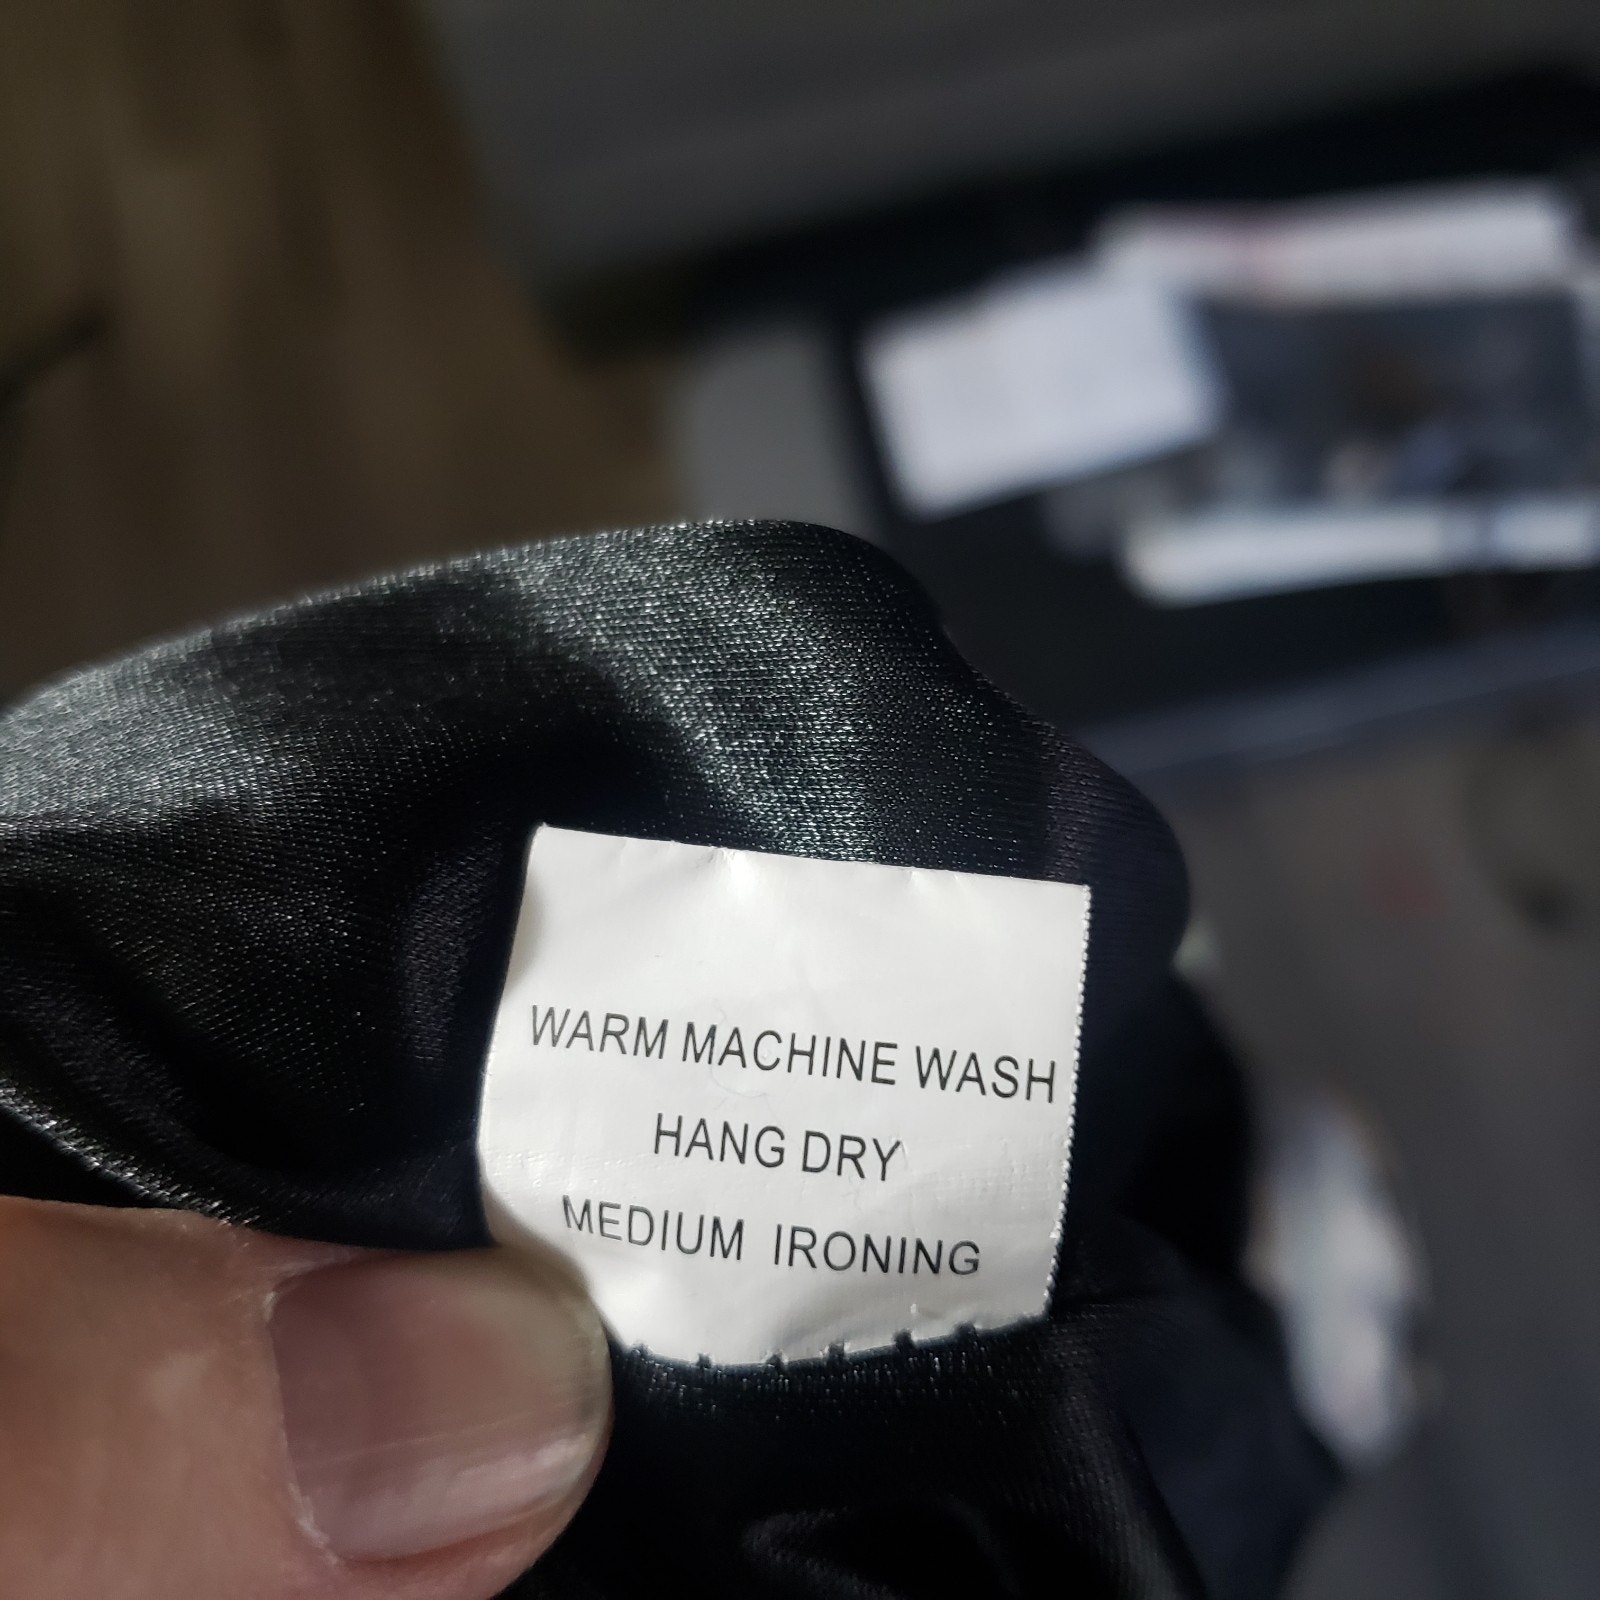 WARM MACHINE WASH
HANG DRY
MEDIUM IRONING